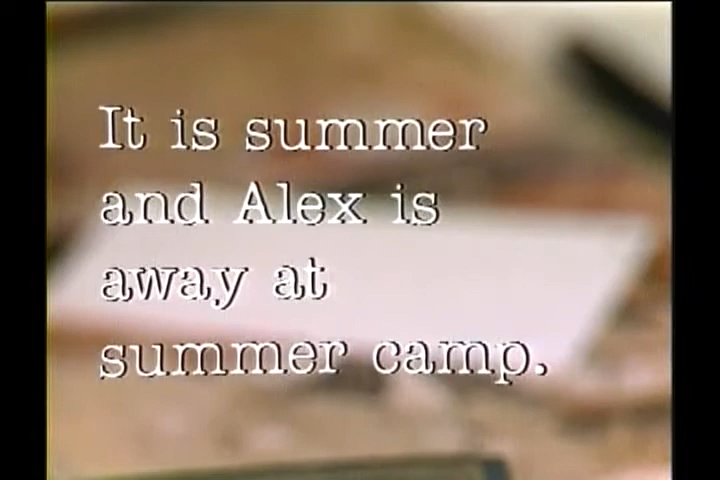 It is summer
and Alex is
away at
summer camp.